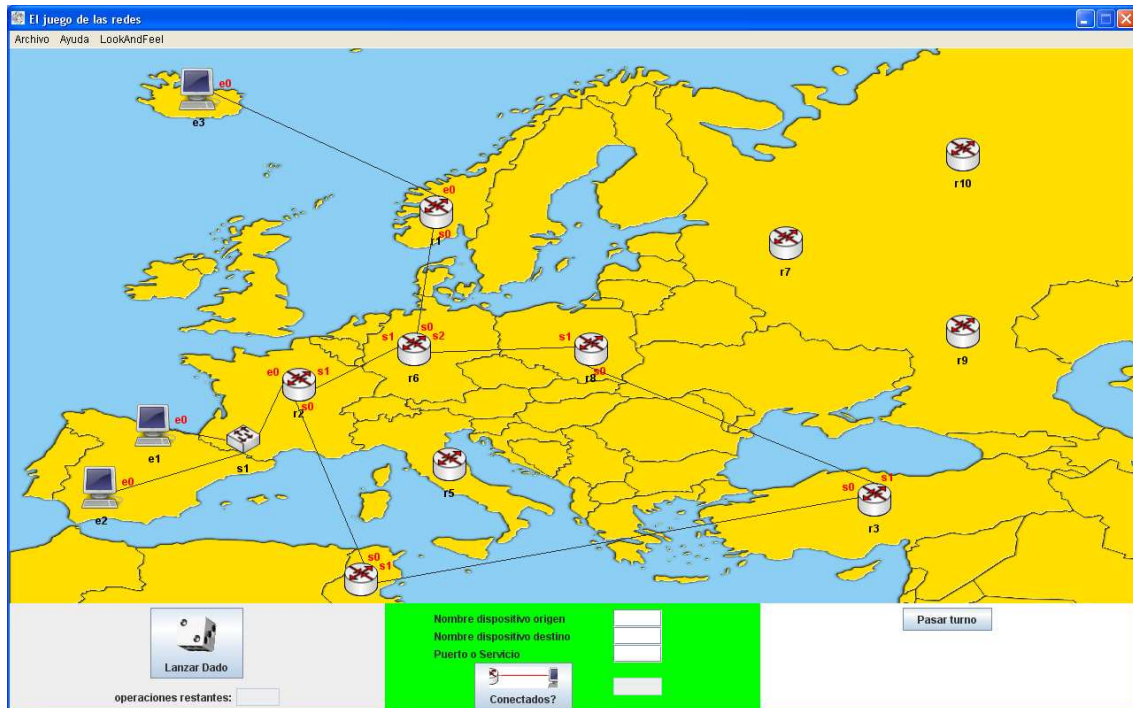 El juego de las redes
Archivo Ayuda LookAndFeel
e0
e3
e0
r1
s0
r10
r7
s0
s1 s2
r6
s1
s0
r8
r9
e0 s1
r2
s0
e0
e1
s1
e0
e2
r5
s0 s1
r3
s0
s1
Lanzar Dado
operaciones restantes:
Nombre dispositivo origen
Nombre dispositivo destino
Puerto o Servicio
Conectados?
Pasar turno